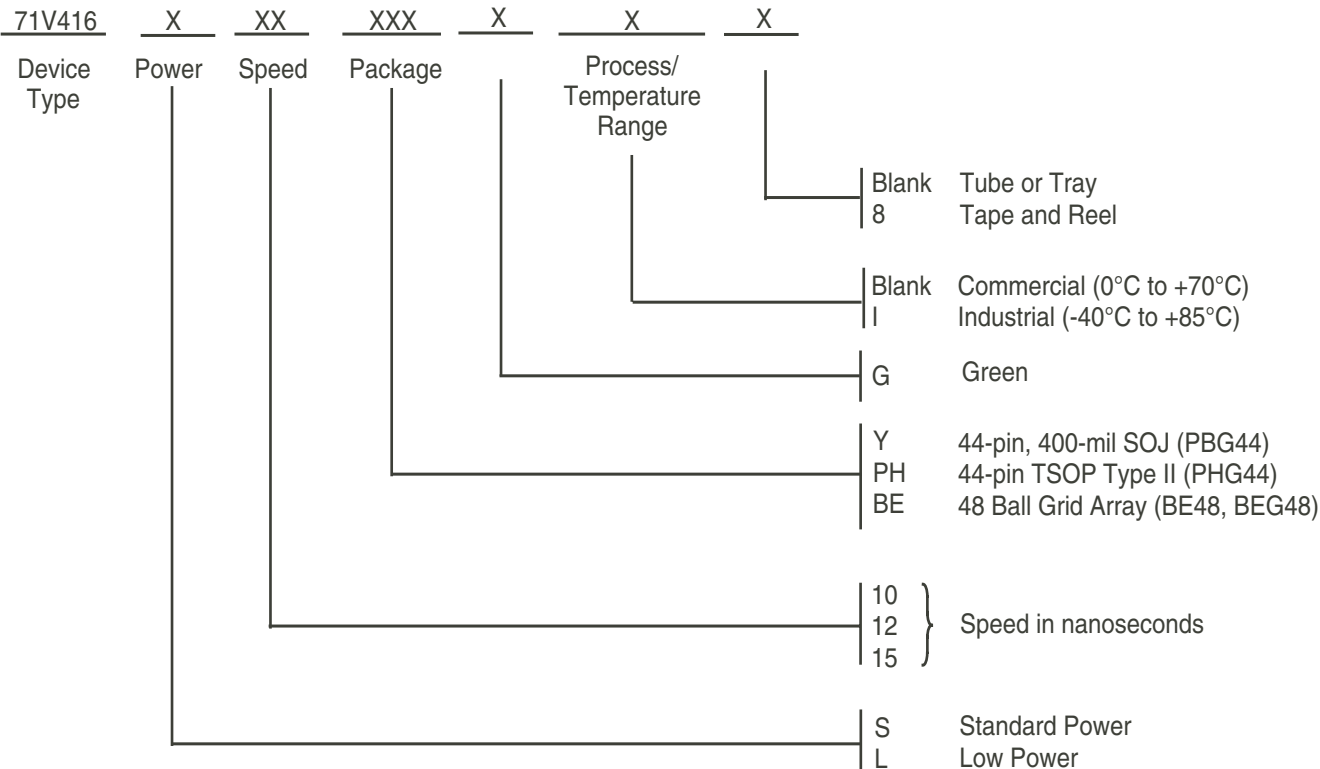 71V416 X XX XXX X X X
Device Type
Power
Speed
Package
Process/
Temperature
Range
Blank Tube or Tray
8 Tape and Reel
Blank Commercial (0°C to +70°C)
I Industrial (-40°C to +85°C)
G Green
Y 44-pin, 400-mil SOJ (PBG44)
PH 44-pin TSOP Type II (PHG44)
BE 48 Ball Grid Array (BE48, BEG48)
10
12 Speed in nanoseconds
15
S Standard Power
L Low Power